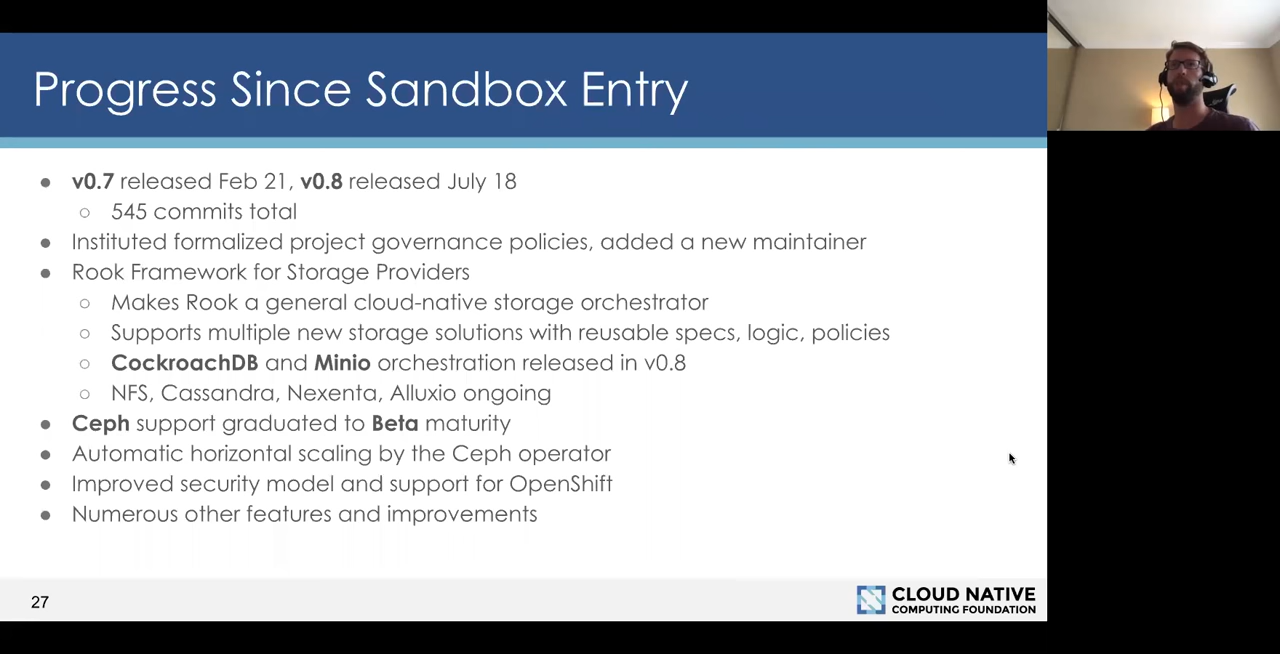 Progress Since Sandbox Entry
● v0.7 released Feb 21, v0.8 released July 18
○ 545 commits total
● Instituted formalized project governance policies, added a new maintainer
● Rook Framework for Storage Providers
○ Makes Rook a general cloud-native storage orchestrator
○ Supports multiple new storage solutions with reusable specs, logic, policies
○ CockroachDB and Minio orchestration released in v0.8
○ NFS, Cassandra, Nexenta, Alluxio ongoing
● Ceph support graduated to Beta maturity
● Automatic horizontal scaling by the Ceph operator
● Improved security model and support for OpenShift
● Numerous other features and improvements
27
CLOUD NATIVE
COMPUTING FOUNDATION